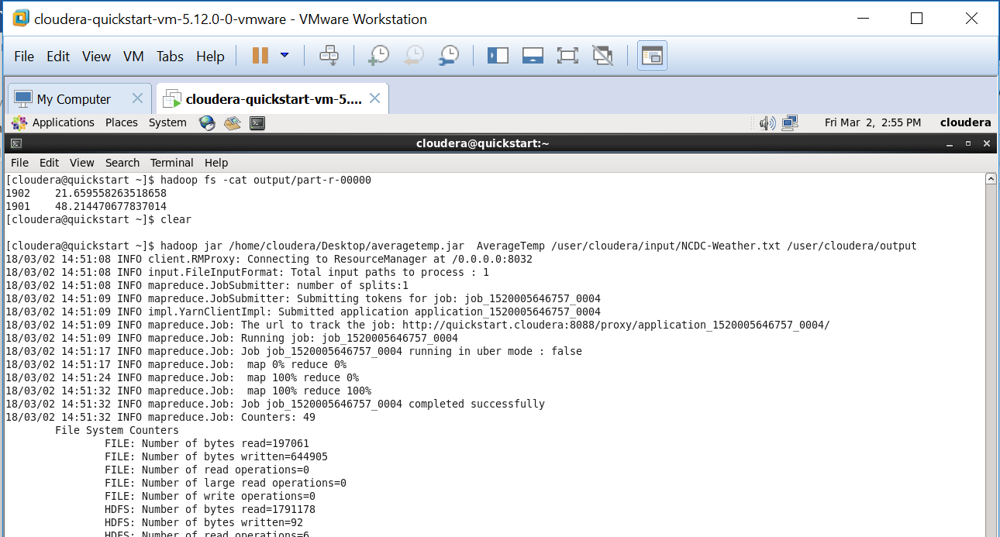 cloudera-quickstart-vm-5.12.0-0-vmware - VMware Workstation
File Edit View VM Tabs Help
My Computer cloudera-quickstart-vm-5....
Applications Places System Fri Mar 2, 2:55 PM cloudera
cloudera@quickstart:~
File Edit View Search Terminal Help
[cloudera@quickstart ~]$ hadoop fs -cat output/part-r-00000
1902    21.659558263518658
1901    48.214470677837014
[cloudera@quickstart ~]$ clear
[cloudera@quickstart ~]$ hadoop jar /home/cloudera/Desktop/averagetemp.jar  AverageTemp /user/cloudera/input/NCDC-Weather.txt /user/cloudera/output
18/03/02 14:51:08 INFO client.RMProxy: Connecting to ResourceManager at /0.0.0.0:8032
18/03/02 14:51:08 INFO input.FileInputFormat: Total input paths to process : 1
18/03/02 14:51:08 INFO mapreduce.JobSubmitter: number of splits:1
18/03/02 14:51:09 INFO mapreduce.JobSubmitter: Submitting tokens for job: job_1520005646757_0004
18/03/02 14:51:09 INFO impl.YarnClientImpl: Submitted application application_1520005646757_0004
18/03/02 14:51:09 INFO mapreduce.Job: The url to track the job: http://quickstart.cloudera:8088/proxy/application_1520005646757_0004/
18/03/02 14:51:09 INFO mapreduce.Job: Running job: job_1520005646757_0004
18/03/02 14:51:17 INFO mapreduce.Job: Job job_1520005646757_0004 running in uber mode : false
18/03/02 14:51:17 INFO mapreduce.Job:  map 0% reduce 0%
18/03/02 14:51:24 INFO mapreduce.Job:  map 100% reduce 0%
18/03/02 14:51:32 INFO mapreduce.Job:  map 100% reduce 100%
18/03/02 14:51:32 INFO mapreduce.Job: Job job_1520005646757_0004 completed successfully
18/03/02 14:51:32 INFO mapreduce.Job: Counters: 49
File System Counters
FILE: Number of bytes read=197061
FILE: Number of bytes written=644905
FILE: Number of read operations=0
FILE: Number of large read operations=0
FILE: Number of write operations=0
HDFS: Number of bytes read=1791178
HDFS: Number of bytes written=92
HDFS: Number of read operations=6